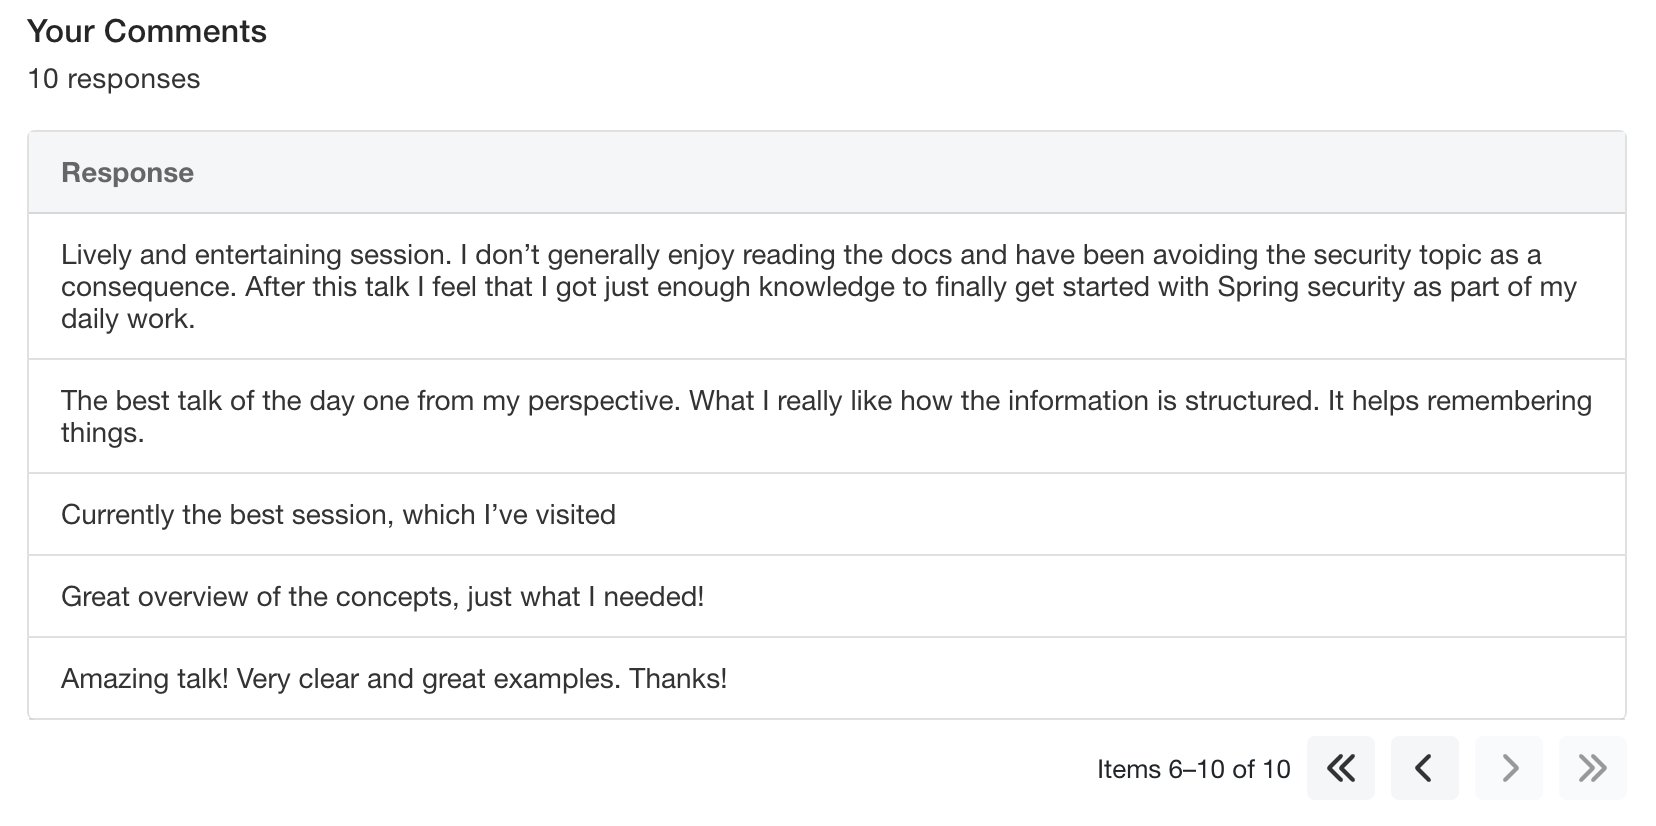 Your Comments
10 responses
Response
Lively and entertaining session. I don’t generally enjoy reading the docs and have been avoiding the security topic as a
consequence. After this talk I feel that I got just enough knowledge to finally get started with Spring security as part of my
daily work.
The best talk of the day one from my perspective. What I really like how the information is structured. It helps remembering
things.
Currently the best session, which I’ve visited
Great overview of the concepts, just what I needed!
Amazing talk! Very clear and great examples. Thanks!
Items 6–10 of 10